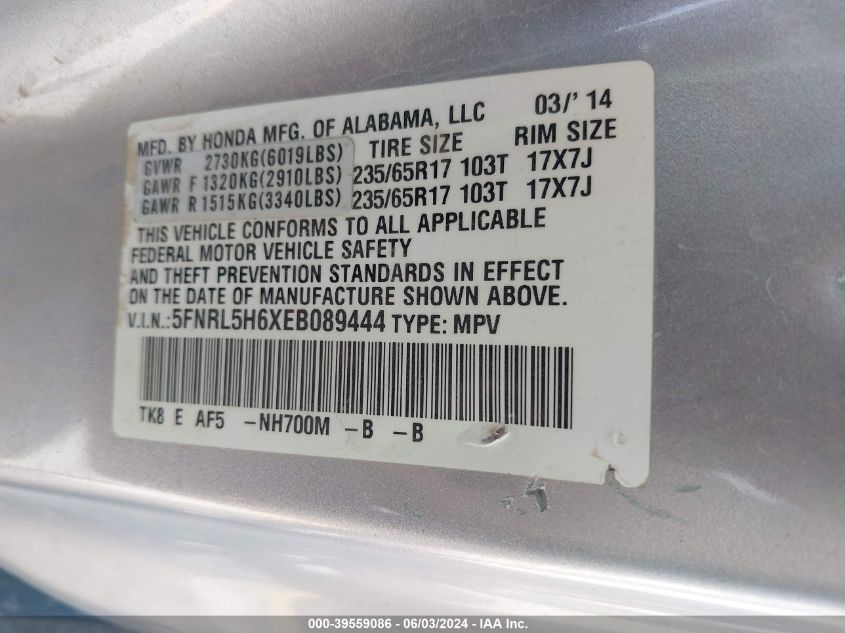 MFD. BY HONDA MFG. OF ALABAMA, LLC 03/' 14
GVWR 2730KG(6019LBS) TIRE SIZE RIM SIZE
GAWR F 1320KG(2910LBS) 235/65R17 103T 17X7J
GAWR R 1515KG(3340LBS) 235/65R17 103T 17X7J
THIS VEHICLE CONFORMS TO ALL APPLICABLE
FEDERAL MOTOR VEHICLE SAFETY
AND THEFT PREVENTION STANDARDS IN EFFECT
ON THE DATE OF MANUFACTURE SHOWN ABOVE.
V.I.N.:5FNRL5H6XEB089444 TYPE: MPV
TK8 E AF5 -NH700M -B -B
000-39559086 - 06/03/2024 - IAA Inc.